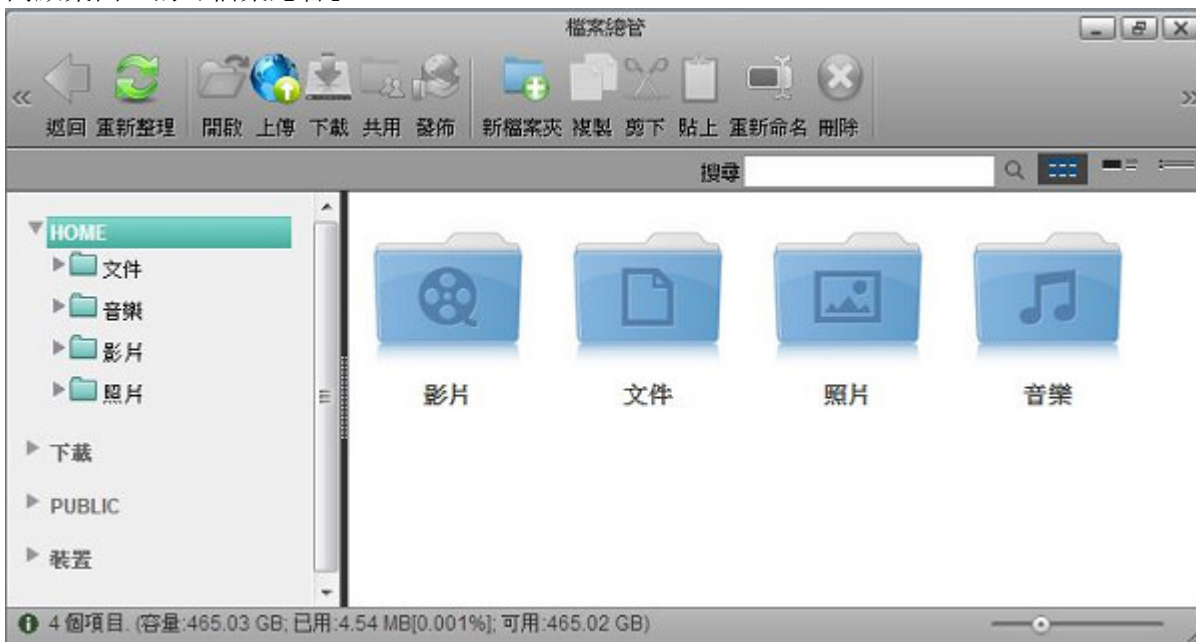 檔案總管
返回 重新整理 開啟 上傳 下載 共用 發佈 新檔案夾 複製 剪下 貼上 重新命名 刪除
搜尋
HOME
文件
音樂
影片
照片
下載
PUBLIC
裝置
影片 文件 照片 音樂
4 個項目. (容量:465.03 GB; 已用:4.54 MB[0.001%]; 可用:465.02 GB)